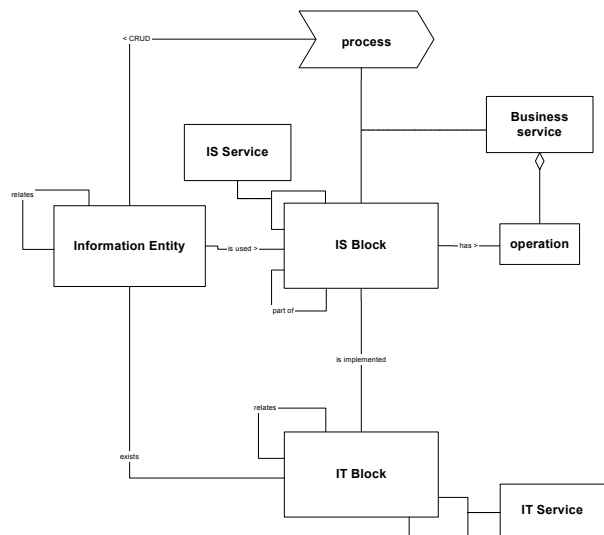 < CRUD
process
Business
service
IS Service
relates
Information Entity
is used >
IS Block
has >
operation
part of
is implemented
relates
exists
IT Block
IT Service